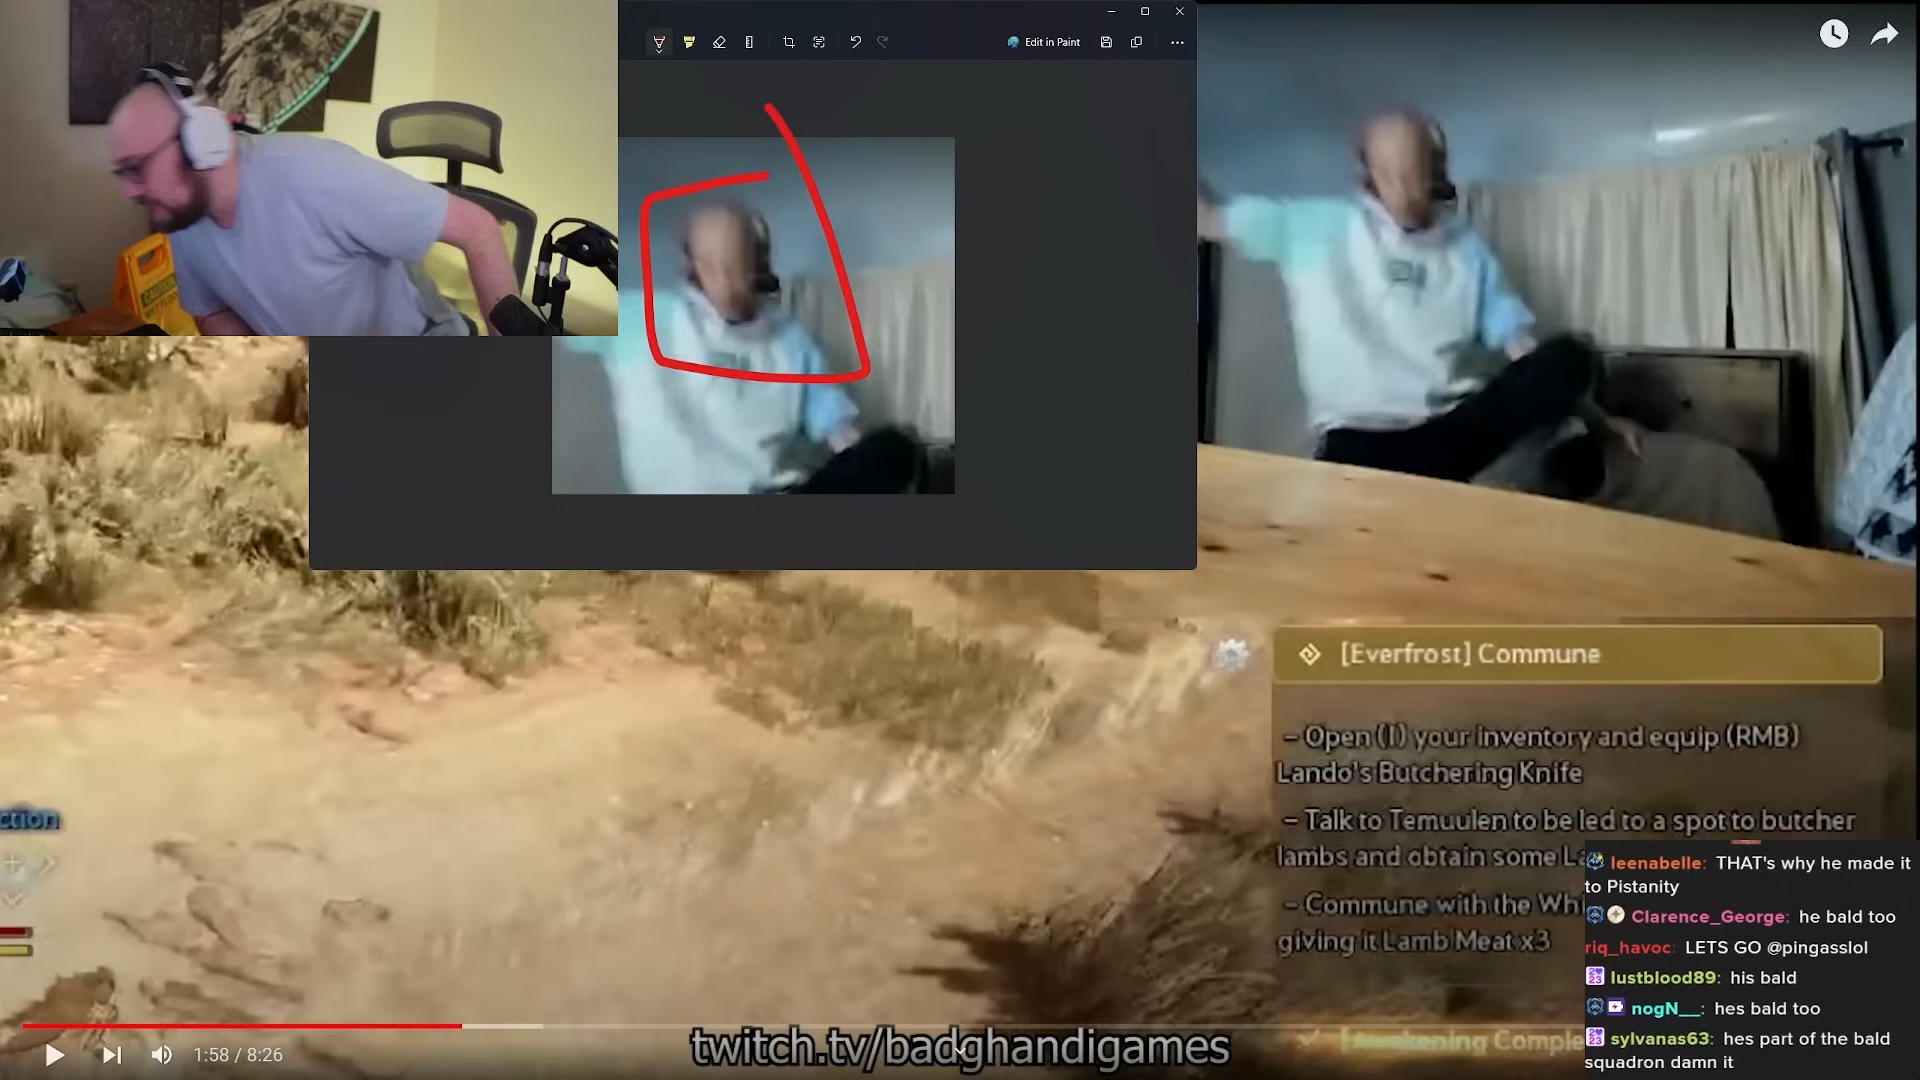 Edit in Paint
CAUTION
[Everfrost] Commune
– Open (I) your inventory and equip (RMB)
Lando's Butchering Knife
– Talk to Temuulen to be led to a spot to butcher
lambs and obtain some
– Commune with the
giving it Lamb Meat x3
[Awakening
leenabelle: THAT's why he made it
to Pistanity
Clarence_George: he bald too
riq_havoc: LETS GO @pingasslol
lustblood89: his bald
nogN__: hes bald too
sylvanas63: hes part of the bald
squadron damn it
1:58 / 8:26
twitch.tv/badghandigames